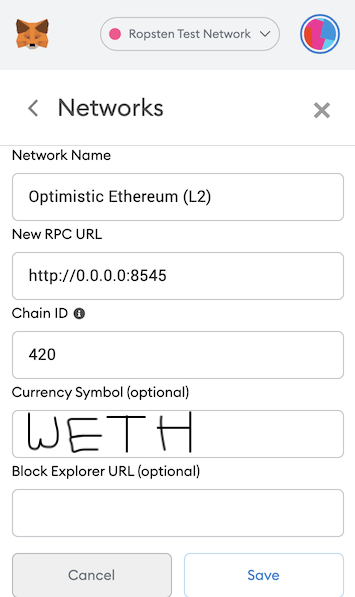 Ropsten Test Network
Networks
Network Name
Optimistic Ethereum (L2)
New RPC URL
http://0.0.0.0:8545
Chain ID
420
Currency Symbol (optional)
WETH
Block Explorer URL (optional)
Cancel Save